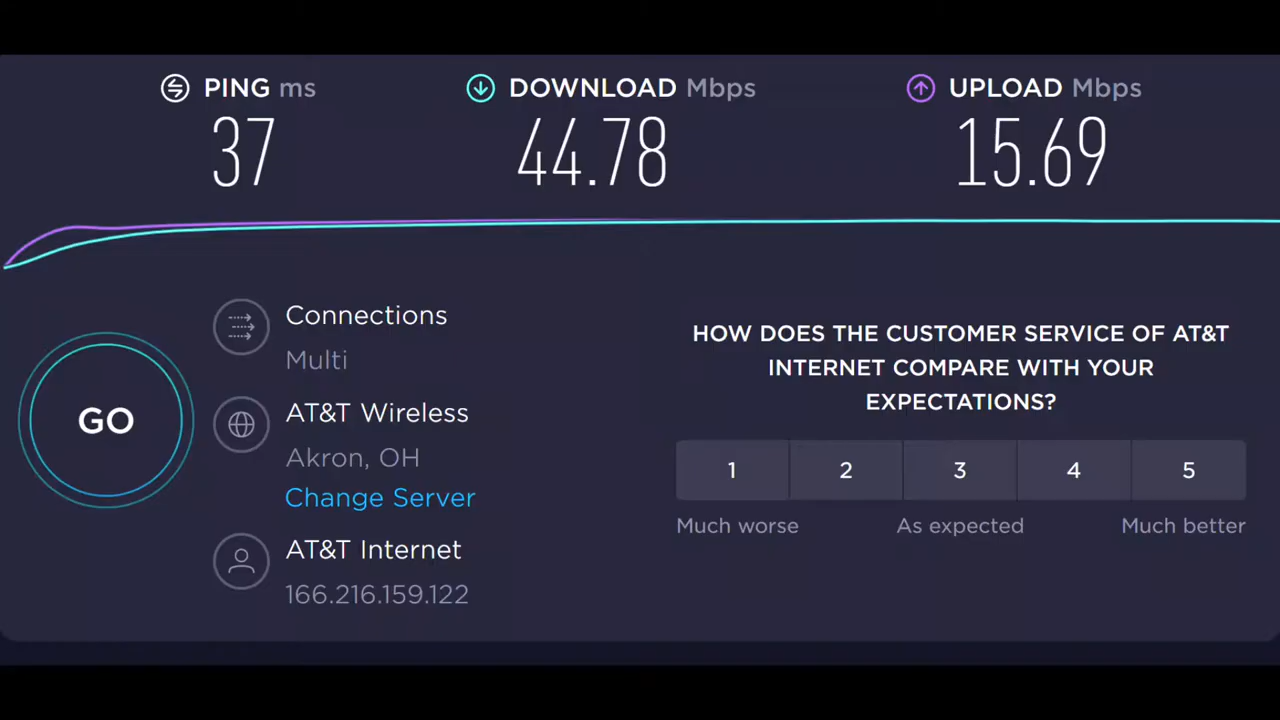 PING ms
37
DOWNLOAD Mbps
44.78
UPLOAD Mbps
15.69
GO
Connections
Multi
AT&T Wireless
Akron, OH
Change Server
AT&T Internet
166.216.159.122
HOW DOES THE CUSTOMER SERVICE OF AT&T
INTERNET COMPARE WITH YOUR
EXPECTATIONS?
1 2 3 4 5
Much worse As expected Much better